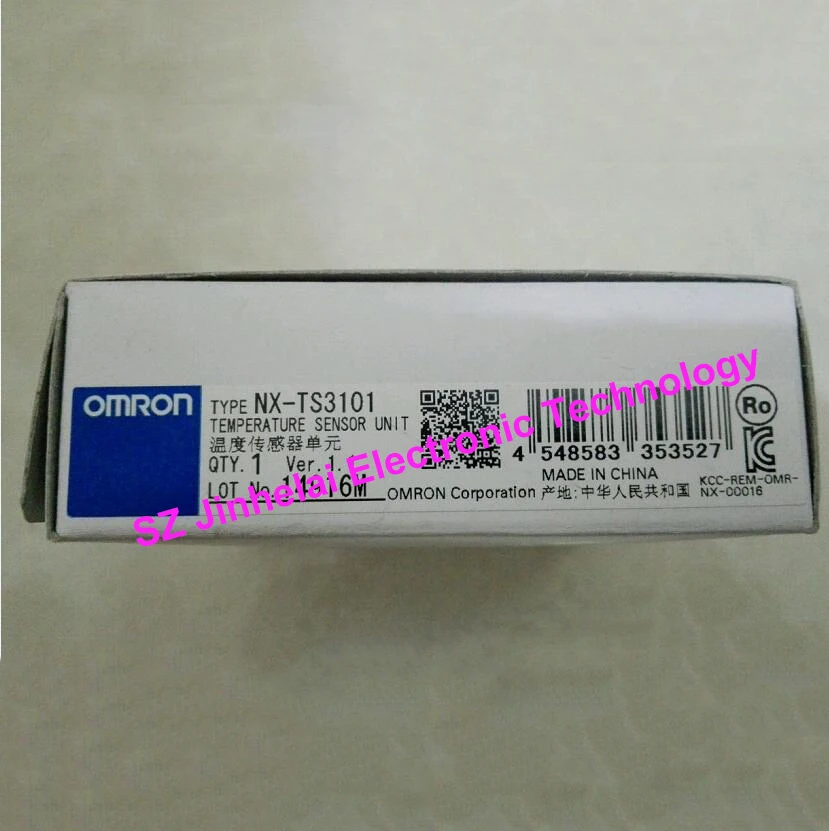 OMRON
TYPE NX-TS3101
TEMPERATURE SENSOR UNIT
温度传感器单元
QTY. 1 Ver.1.
LOT No.
OMRON Corporation
4 548583 353527
MADE IN CHINA
产地:中华人民共和国
Ro
KCC-REM-OMR-
NX-00016
SZ Jinhelai Electronic Technology